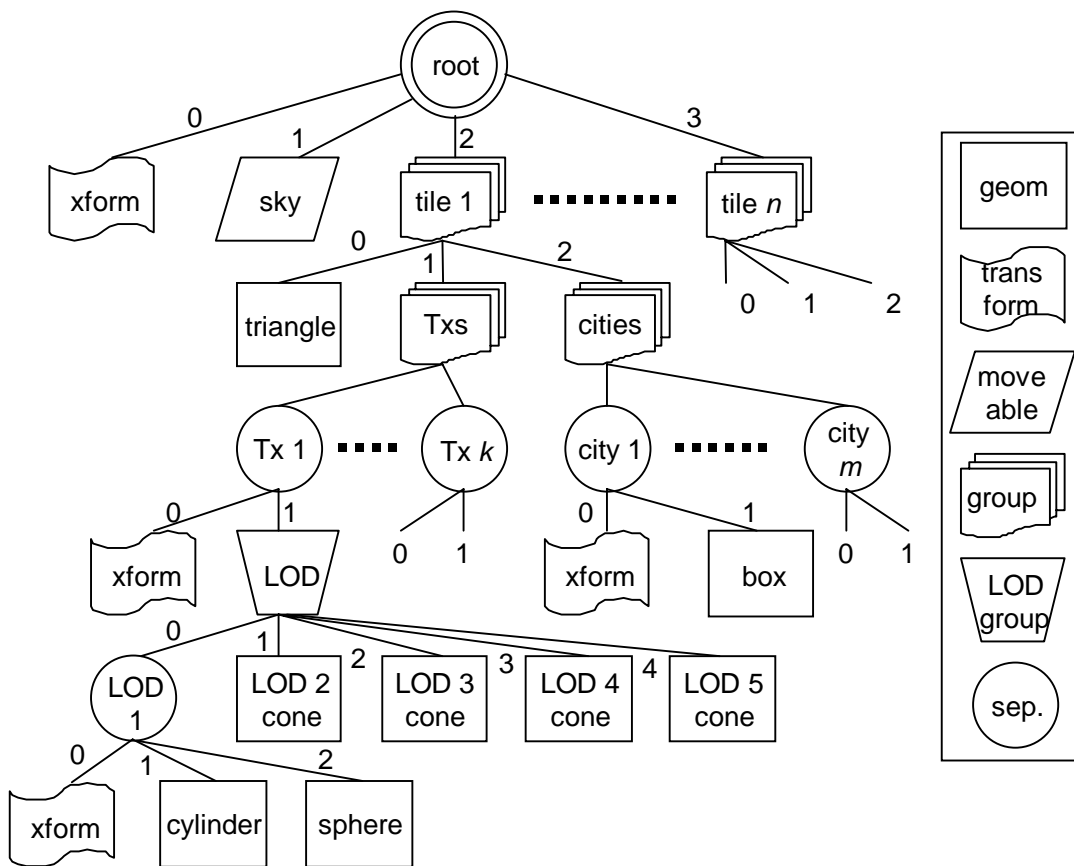 root
0
1
2
3
xform
sky
tile 1
tile n
0
1
2
0
1
2
triangle
Txs
cities
Tx 1
Tx k
city 1
city
m
0
1
0
1
0
1
0
1
xform
LOD
xform
box
0
1
2
3
4
LOD
1
LOD 2
cone
LOD 3
cone
LOD 4
cone
LOD 5
cone
0
1
2
xform
cylinder
sphere
geom
trans
form
move
able
group
LOD
group
sep.